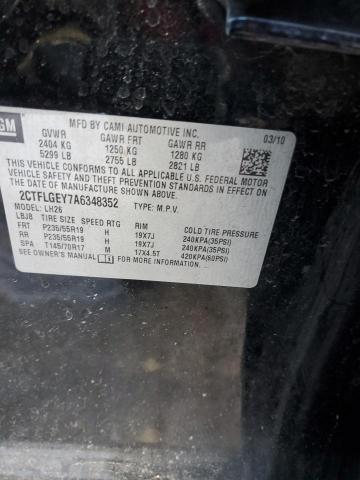 GM
MFD BY CAMI AUTOMOTIVE INC.
03/10
GVWR GAWR FRT GAWR RR
2404 KG 1250 KG 1280 KG
5299 LB 2755 LB 2821 LB
THIS VEHICLE CONFORMS TO ALL APPLICABLE U.S. FEDERAL MOTOR
VEHICLE SAFETY AND THEFT PREVENTION STANDARDS IN EFFECT ON
THE DATE OF MANUFACTURE SHOWN ABOVE.
2CTFLGEY7A6348352 TYPE: M.P.V.
MODEL: LH26
LBJ8 TIRE SIZE SPEED RTG RIM COLD TIRE PRESSURE
FRT P235/55R19 H 19X7J 240KPA(35PSI)
RR P235/55R19 H 19X7J 240KPA(35PSI)
SPA T145/70R17 M 17X4.5T 420KPA(60PSI)
SEE OWNER'S MANUAL FOR MORE INFORMATION.